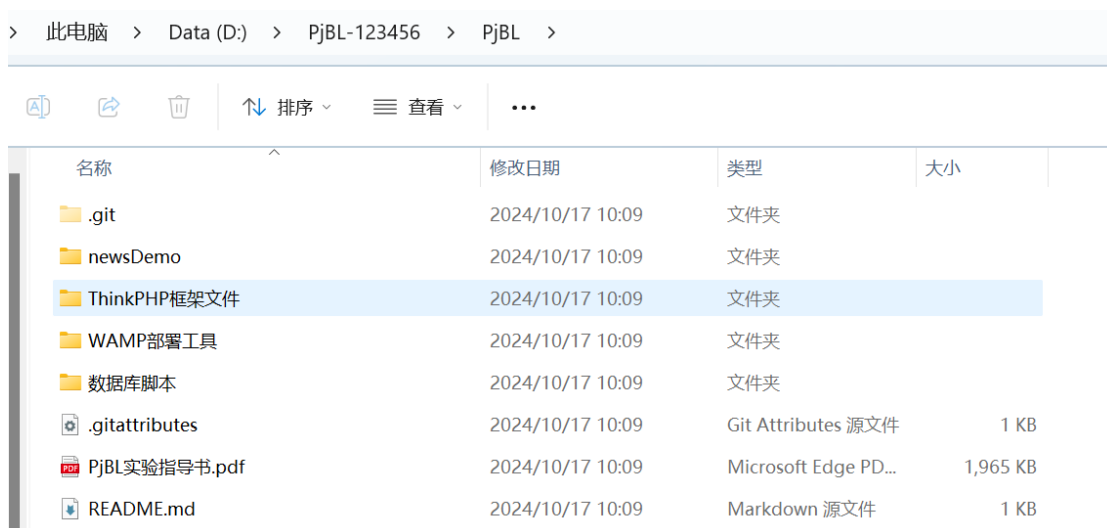 > 此电脑 > Data (D:) > PjBL-123456 > PjBL >
A 排序 查看 ...
名称 修改日期 类型 大小
.git 2024/10/17 10:09 文件夹
newsDemo 2024/10/17 10:09 文件夹
ThinkPHP框架文件 2024/10/17 10:09 文件夹
WAMP部署工具 2024/10/17 10:09 文件夹
数据库脚本 2024/10/17 10:09 文件夹
.gitattributes 2024/10/17 10:09 Git Attributes 源文件 1 KB
PDF PjBL实验指导书.pdf 2024/10/17 10:09 Microsoft Edge PD... 1,965 KB
README.md 2024/10/17 10:09 Markdown 源文件 1 KB